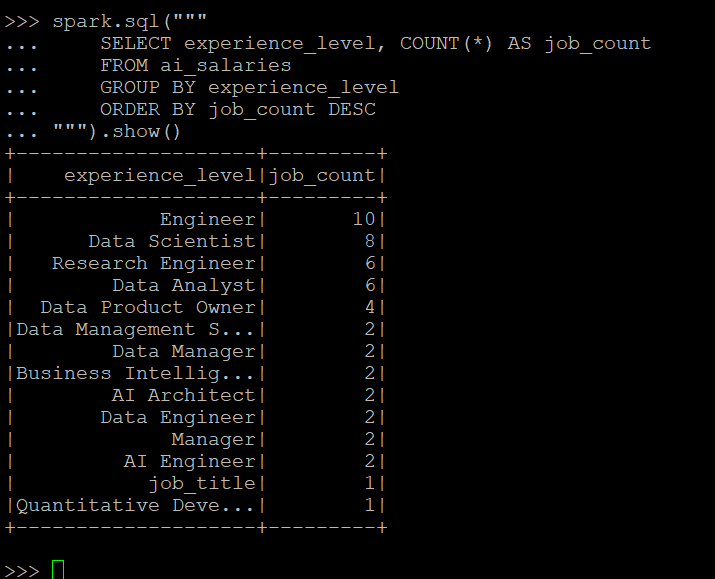 >>> spark.sql("""
...     SELECT experience_level, COUNT(*) AS job_count
...     FROM ai_salaries
...     GROUP BY experience_level
...     ORDER BY job_count DESC
... """).show()
+--------------------+---------+
|    experience_level|job_count|
+--------------------+---------+
|            Engineer|       10|
|      Data Scientist|        8|
|   Research Engineer|        6|
|        Data Analyst|        6|
|  Data Product Owner|        4|
|Data Management S...|        2|
|        Data Manager|        2|
|Business Intellig...|        2|
|        AI Architect|        2|
|       Data Engineer|        2|
|             Manager|        2|
|         AI Engineer|        2|
|           job_title|        1|
|Quantitative Deve...|        1|
+--------------------+---------+
>>>